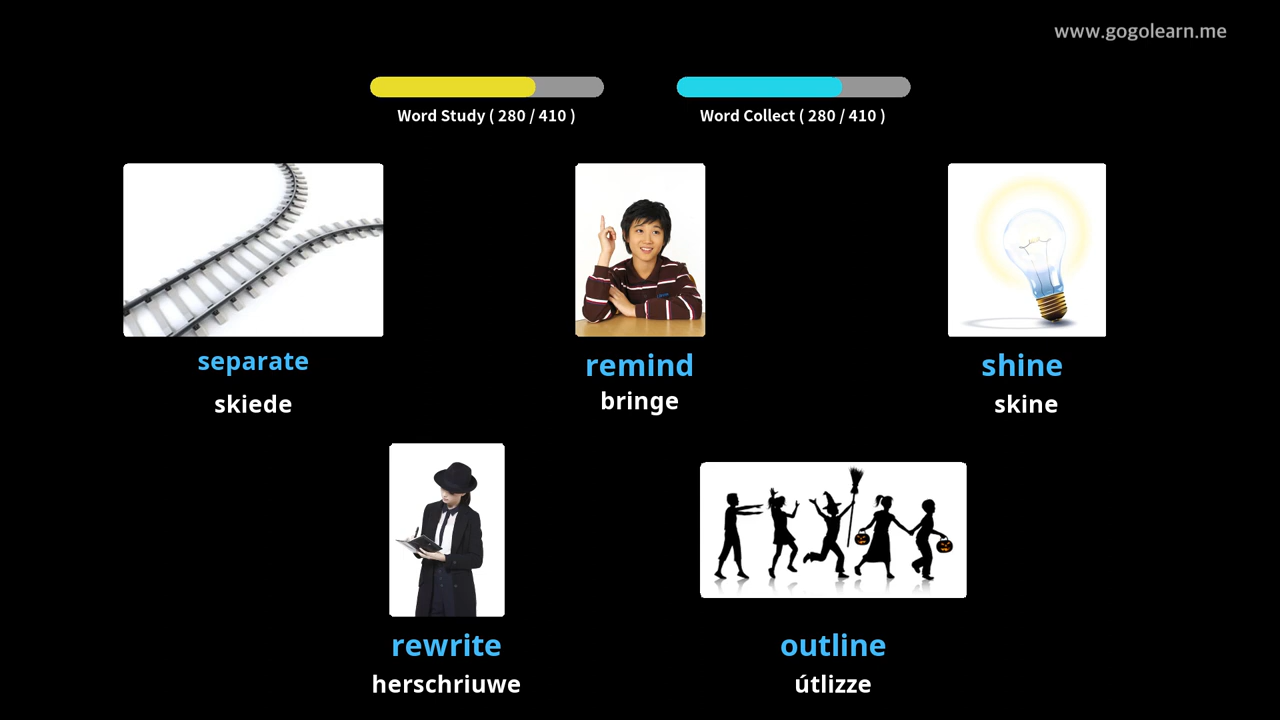 www.gogolearn.me
Word Study ( 280 / 410 )
Word Collect ( 280 / 410 )
separate
skiede
remind
bringe
shine
skine
rewrite
herschriuwe
outline
útlizze